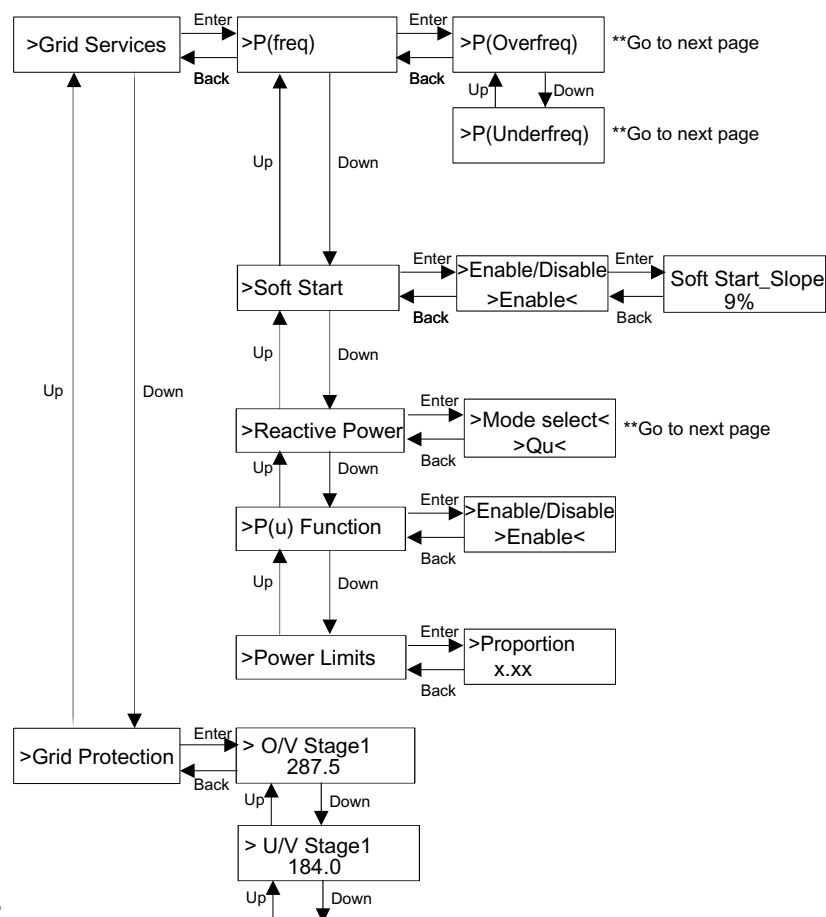 Enter
Enter
>Grid Services
>P(freq)
>P(Overfreq)
**Go to next page
Back
Back
Up
Down
>P(Underfreq)
**Go to next page
Up
Down
Enter
Enter
>Soft Start
>Enable/Disable
>Enable<
Soft Start_Slope
9%
Back
Back
Up
Down
Up
Down
Enter
>Reactive Power
>Mode select<
>Qu<
**Go to next page
Back
Up
Down
Enter
>P(u) Function
>Enable/Disable
>Enable<
Back
Up
Down
Enter
>Power Limits
>Proportion
x.xx
Back
Enter
>Grid Protection
> O/V Stage1
287.5
Back
Up
Down
> U/V Stage1
184.0
Up
Down